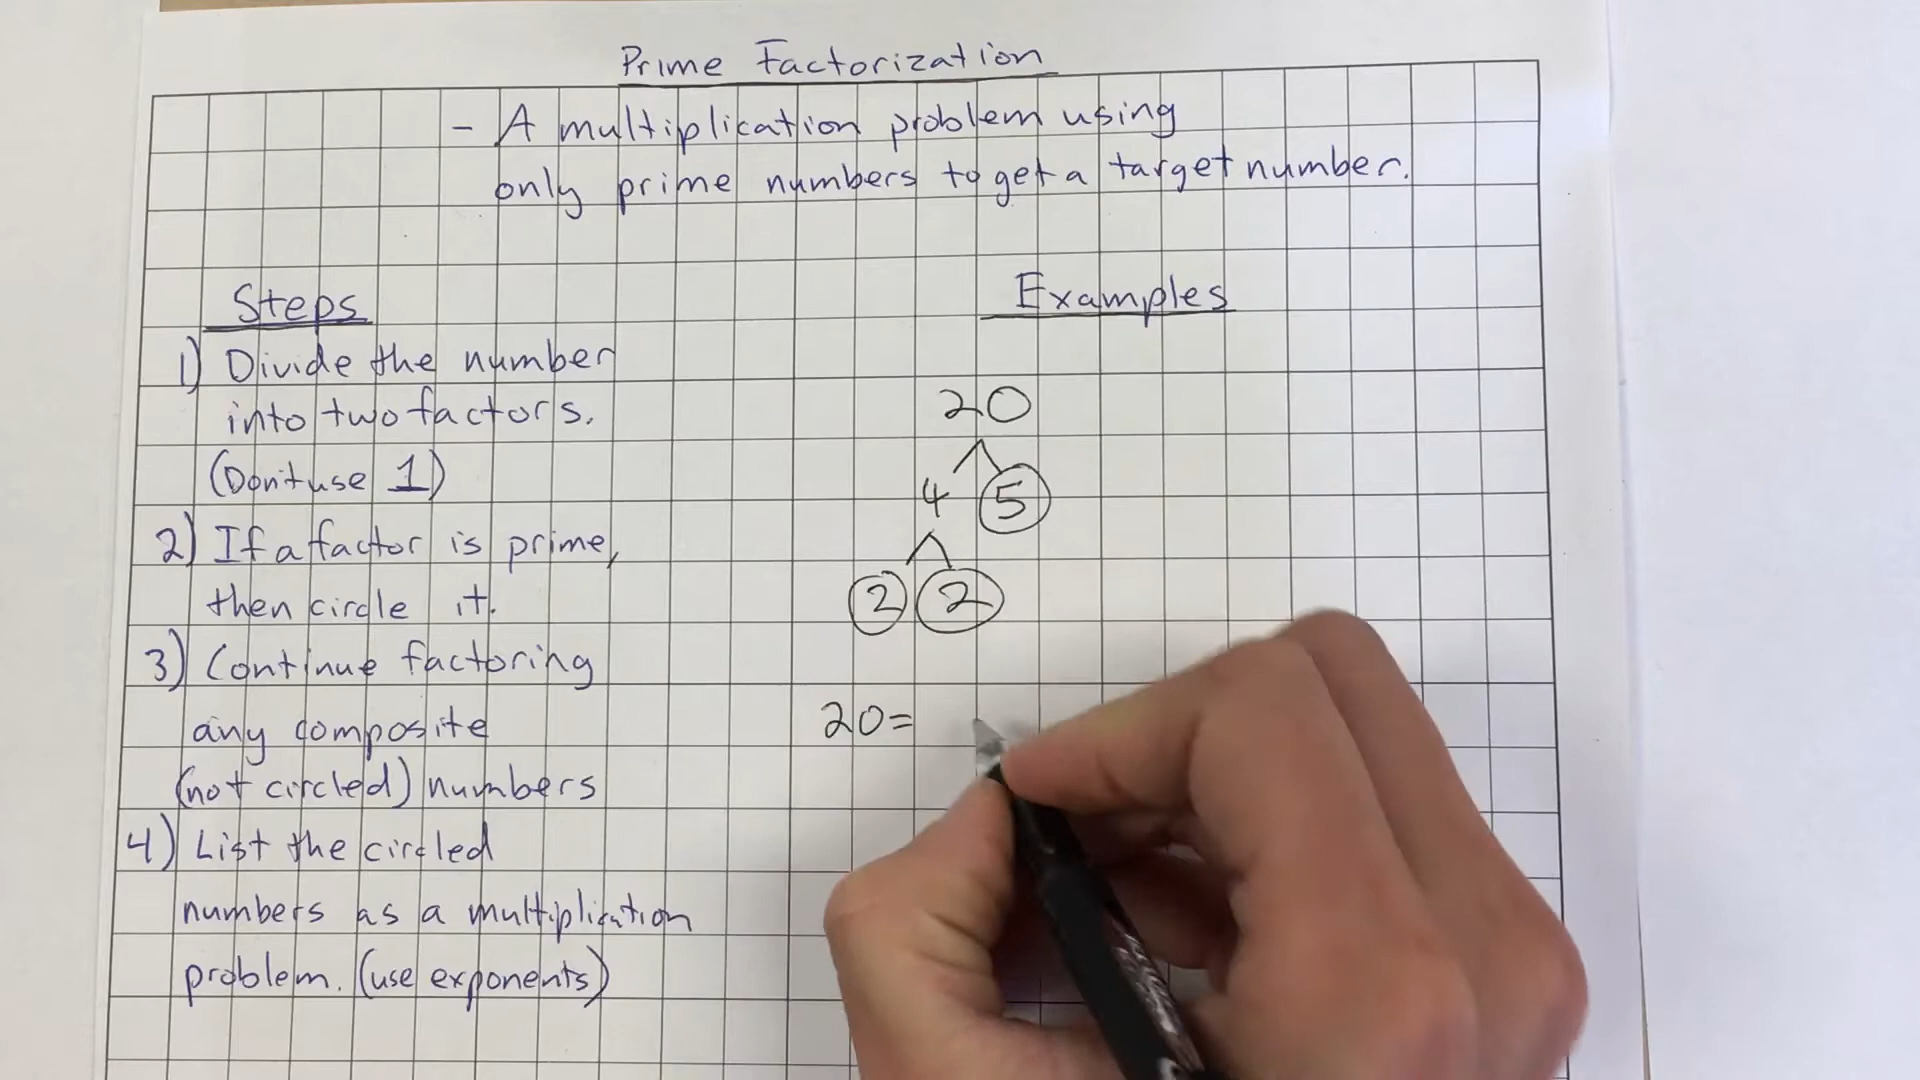 Prime Factorization
- A multiplication problem using
only prime numbers to get a target number.
Steps
1) Divide the number
into two factors.
(Don't use 1)
2) If a factor is prime,
then circle it.
3) Continue factoring
any composite
(not circled) numbers
4) List the circled
numbers as a multiplication
problem. (use exponents)
Examples
20
4 5
2 2
20=